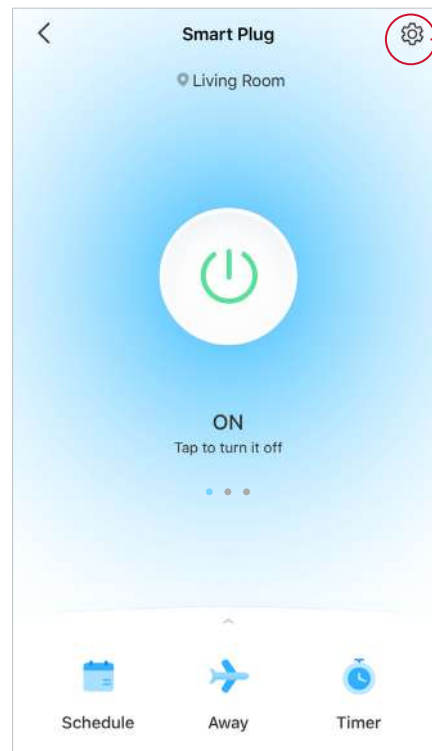 Smart Plug
Living Room
ON
Tap to turn it off
Schedule Away Timer